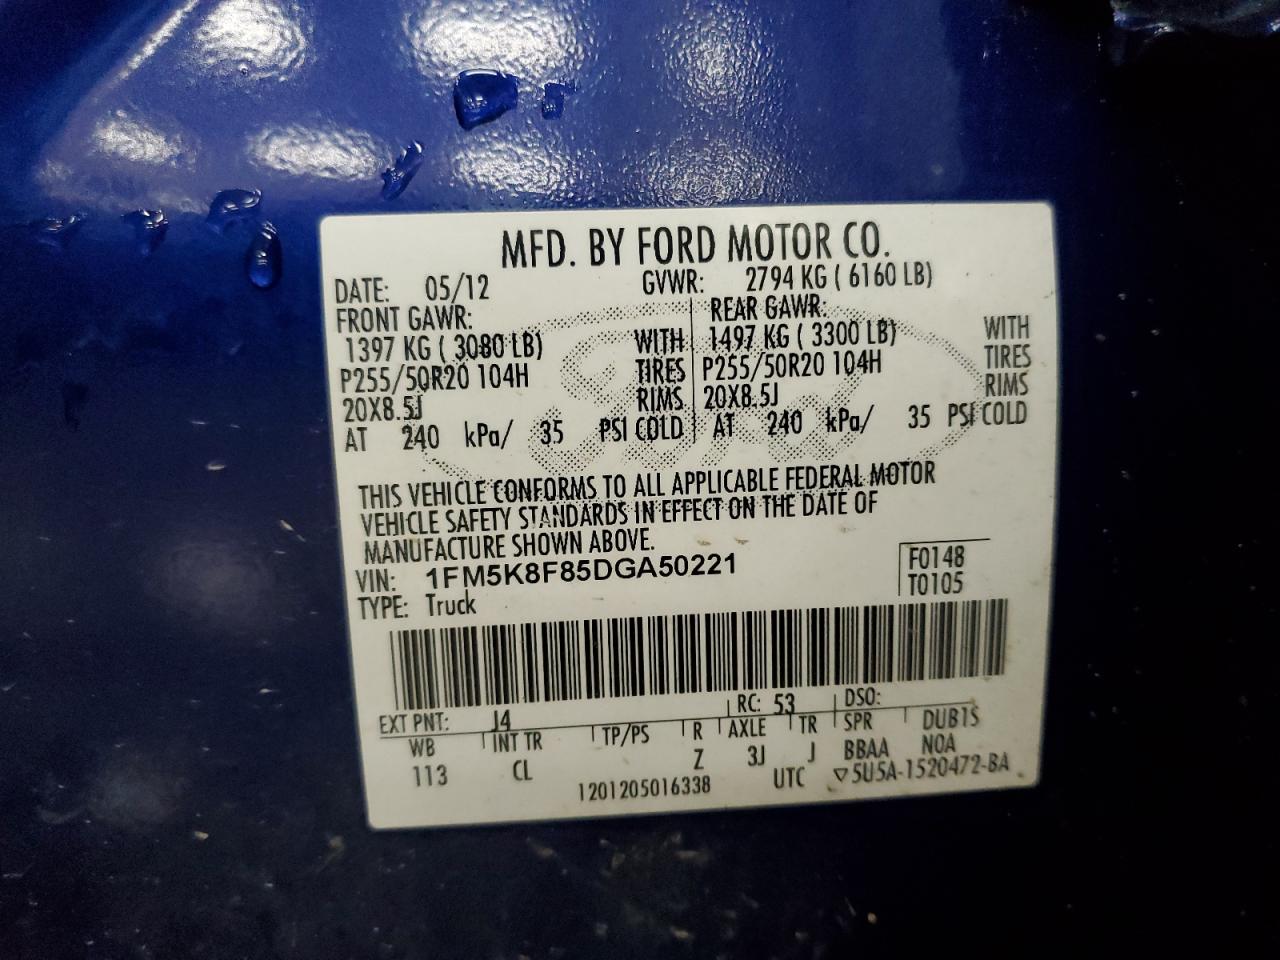 MFD. BY FORD MOTOR CO.
DATE: 05/12 GVWR: 2794 KG ( 6160 LB)
FRONT GAWR: REAR GAWR:
1397 KG ( 3080 LB) WITH 1497 KG ( 3300 LB) WITH
P255/50R20 104H TIRES P255/50R20 104H TIRES
20X8.5J RIMS 20X8.5J RIMS
AT 240 kPa/ 35 PSI COLD AT 240 kPa/ 35 PSI COLD
THIS VEHICLE CONFORMS TO ALL APPLICABLE FEDERAL MOTOR
VEHICLE SAFETY STANDARDS IN EFFECT ON THE DATE OF
MANUFACTURE SHOWN ABOVE.
VIN: 1FM5K8F85DGA50221 F0148
TYPE: Truck T0105
EXT PNT: J4 RC: 53 DSO:
WB INT TR TP/PS R AXLE TR SPR DUB1S
113 CL Z 3J J BBAA NOA
1201205016338 UTC ▽5U5A-1520472-BA